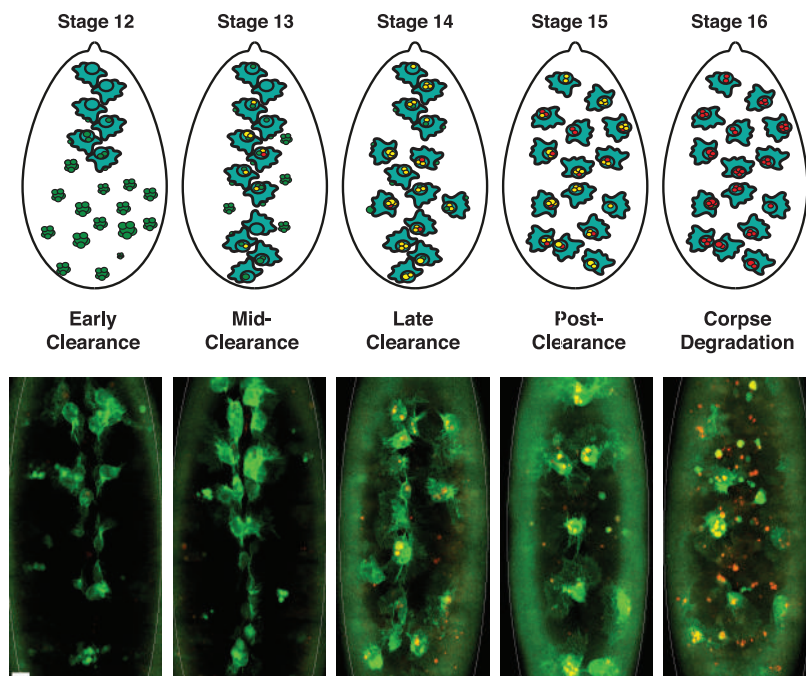 Stage 12
Stage 13
Stage 14
Stage 15
Stage 16
Early
Clearance
Mid-
Clearance
Late
Clearance
Post-
Clearance
Corpse
Degradation